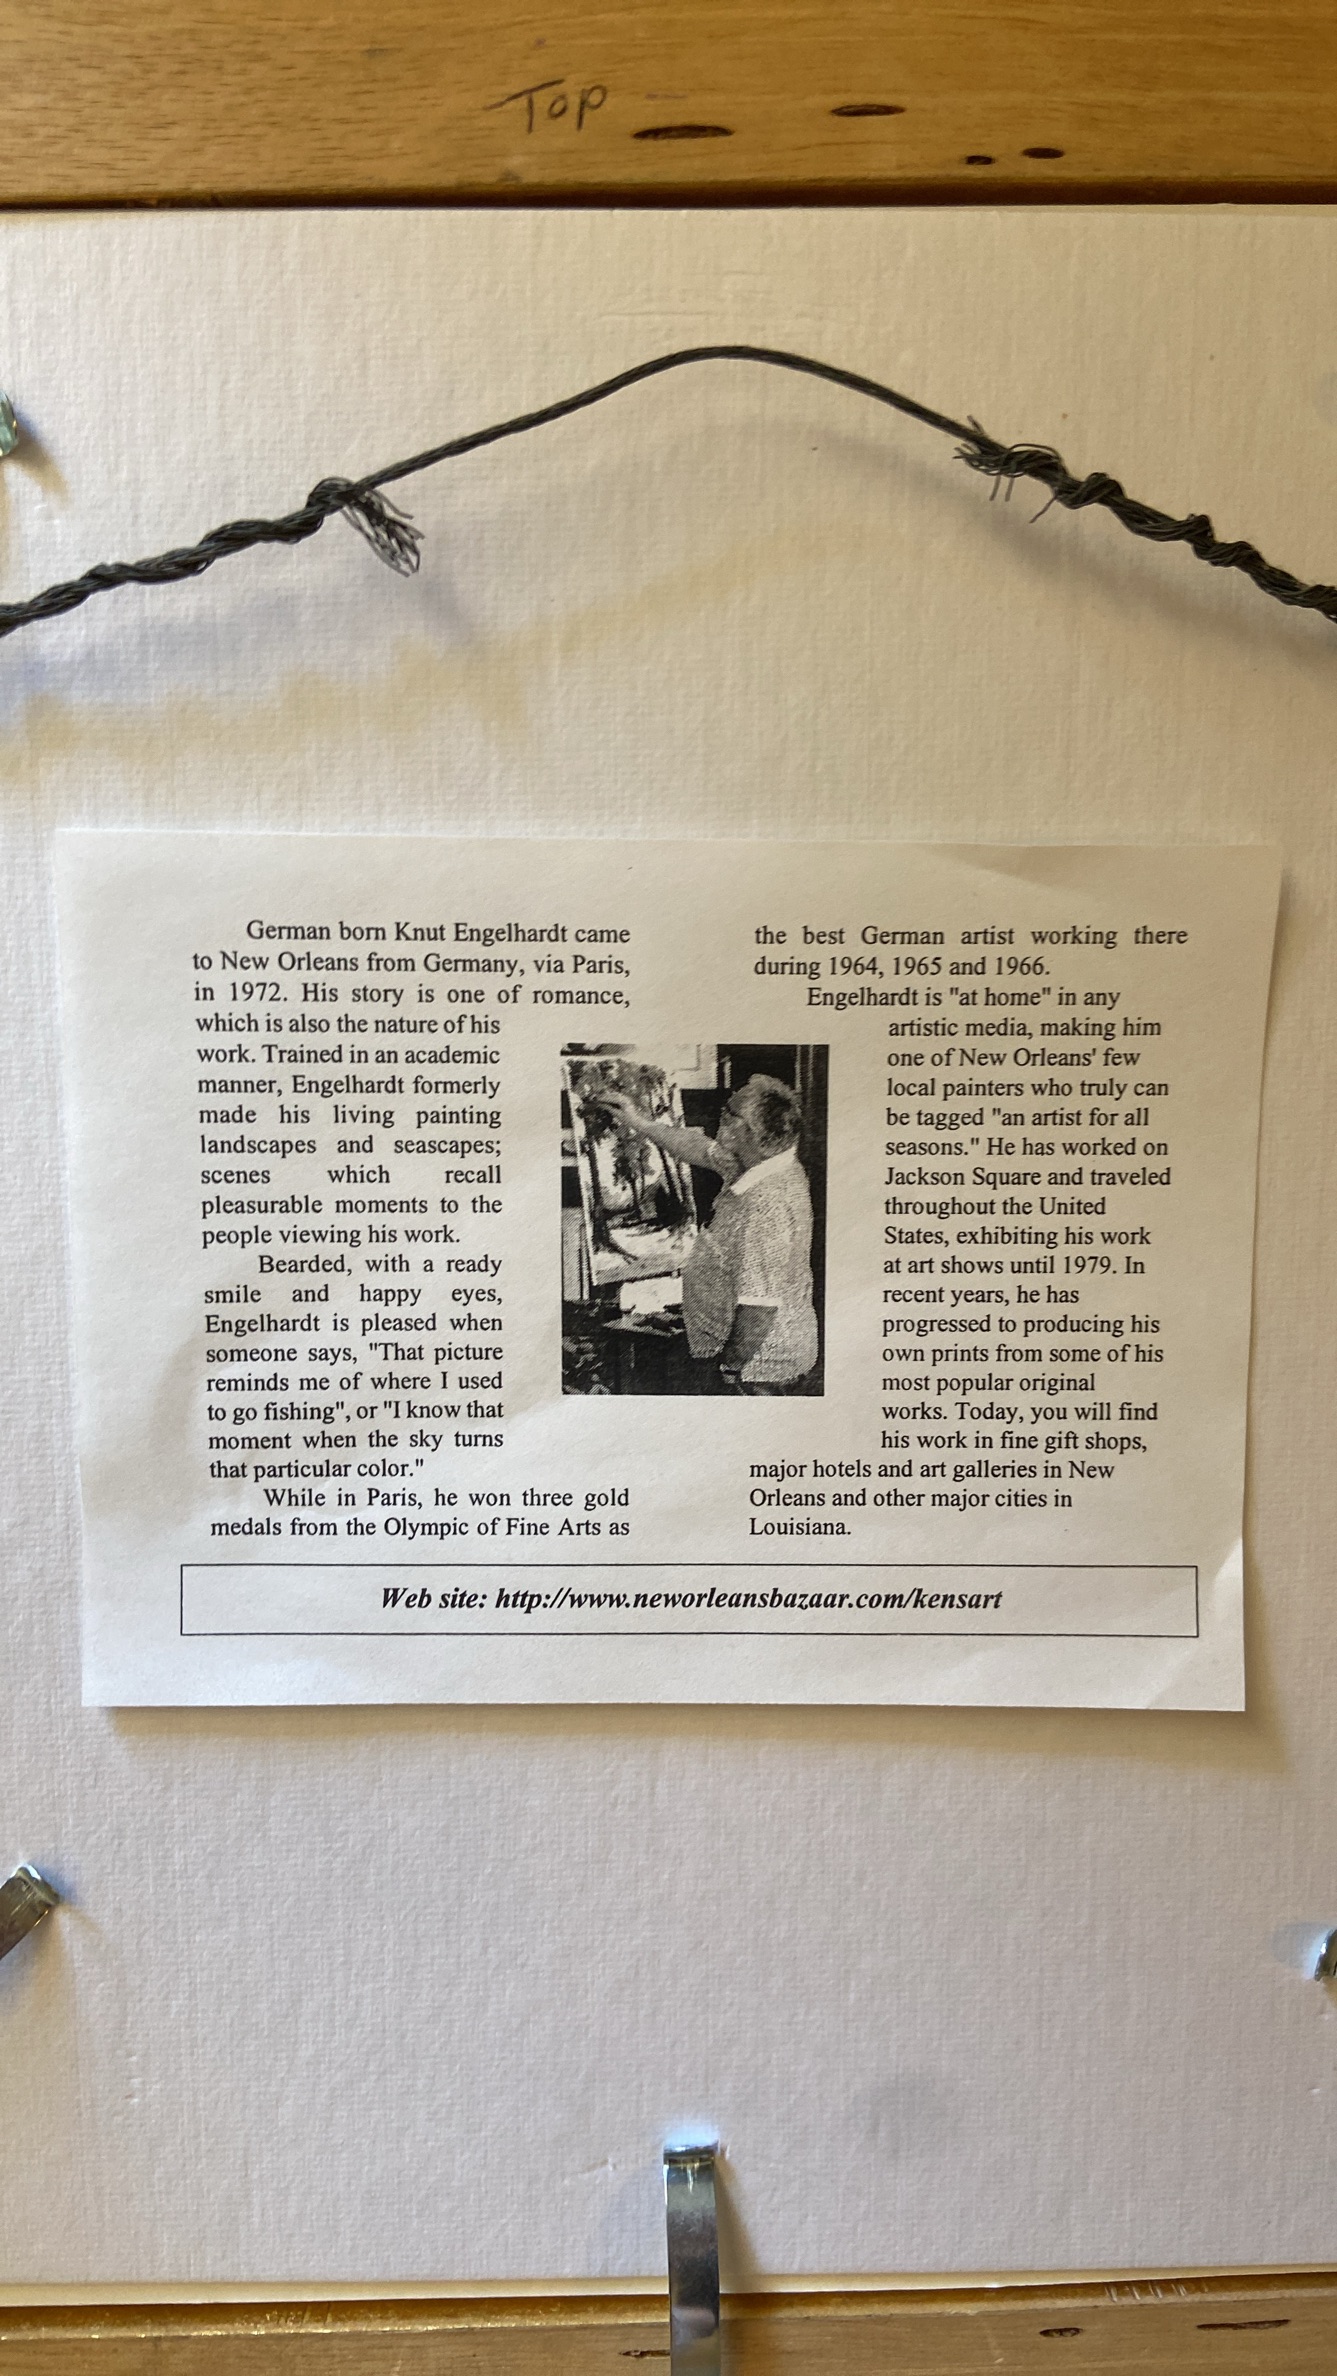 Top
German born Knut Engelhardt came
to New Orleans from Germany, via Paris,
in 1972. His story is one of romance,
which is also the nature of his
work. Trained in an academic
manner, Engelhardt formerly
made his living painting
landscapes and seascapes;
scenes which recall
pleasurable moments to the
people viewing his work.
Bearded, with a ready
smile and happy eyes,
Engelhardt is pleased when
someone says, "That picture
reminds me of where I used
to go fishing", or "I know that
moment when the sky turns
that particular color."
While in Paris, he won three gold
medals from the Olympic of Fine Arts as
the best German artist working there
during 1964, 1965 and 1966.
Engelhardt is "at home" in any
artistic media, making him
one of New Orleans' few
local painters who truly can
be tagged "an artist for all
seasons." He has worked on
Jackson Square and traveled
throughout the United
States, exhibiting his work
at art shows until 1979. In
recent years, he has
progressed to producing his
own prints from some of his
most popular original
works. Today, you will find
his work in fine gift shops,
major hotels and art galleries in New
Orleans and other major cities in
Louisiana.
Web site: http://www.neworleansbazaar.com/kensart